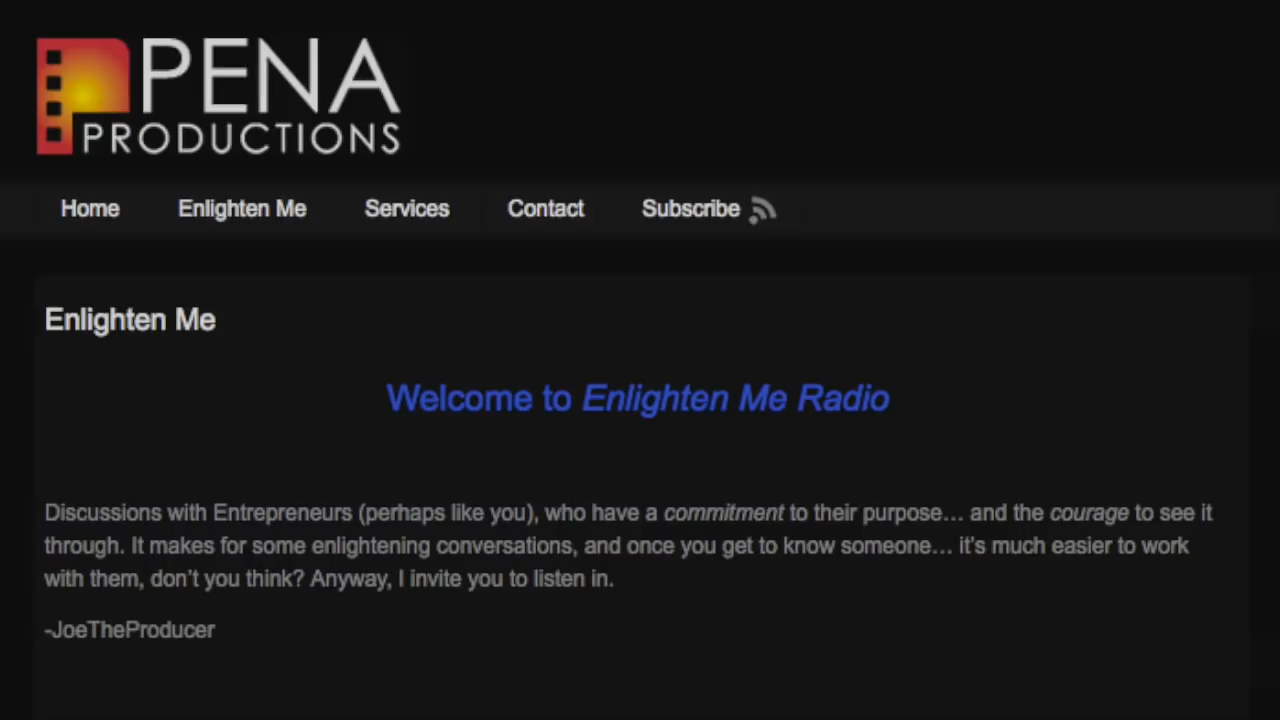 PENA
PRODUCTIONS
Home Enlighten Me Services Contact Subscribe
Enlighten Me
Welcome to Enlighten Me Radio
Discussions with Entrepreneurs (perhaps like you), who have a commitment to their purpose… and the courage to see it
through. It makes for some enlightening conversations, and once you get to know someone… it's much easier to work
with them, don't you think? Anyway, I invite you to listen in.
-JoeTheProducer